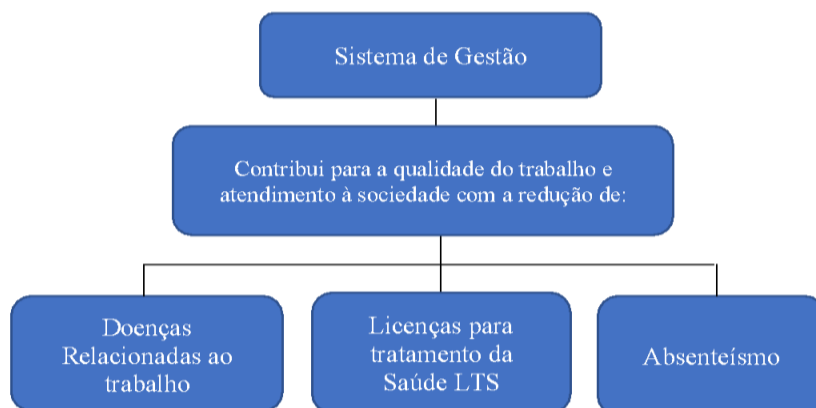 Sistema de Gestão
Contribui para a qualidade do trabalho e
atendimento à sociedade com a redução de:
Doenças
Relacionadas ao
trabalho
Licenças para
tratamento da
Saúde LTS
Absenteísmo